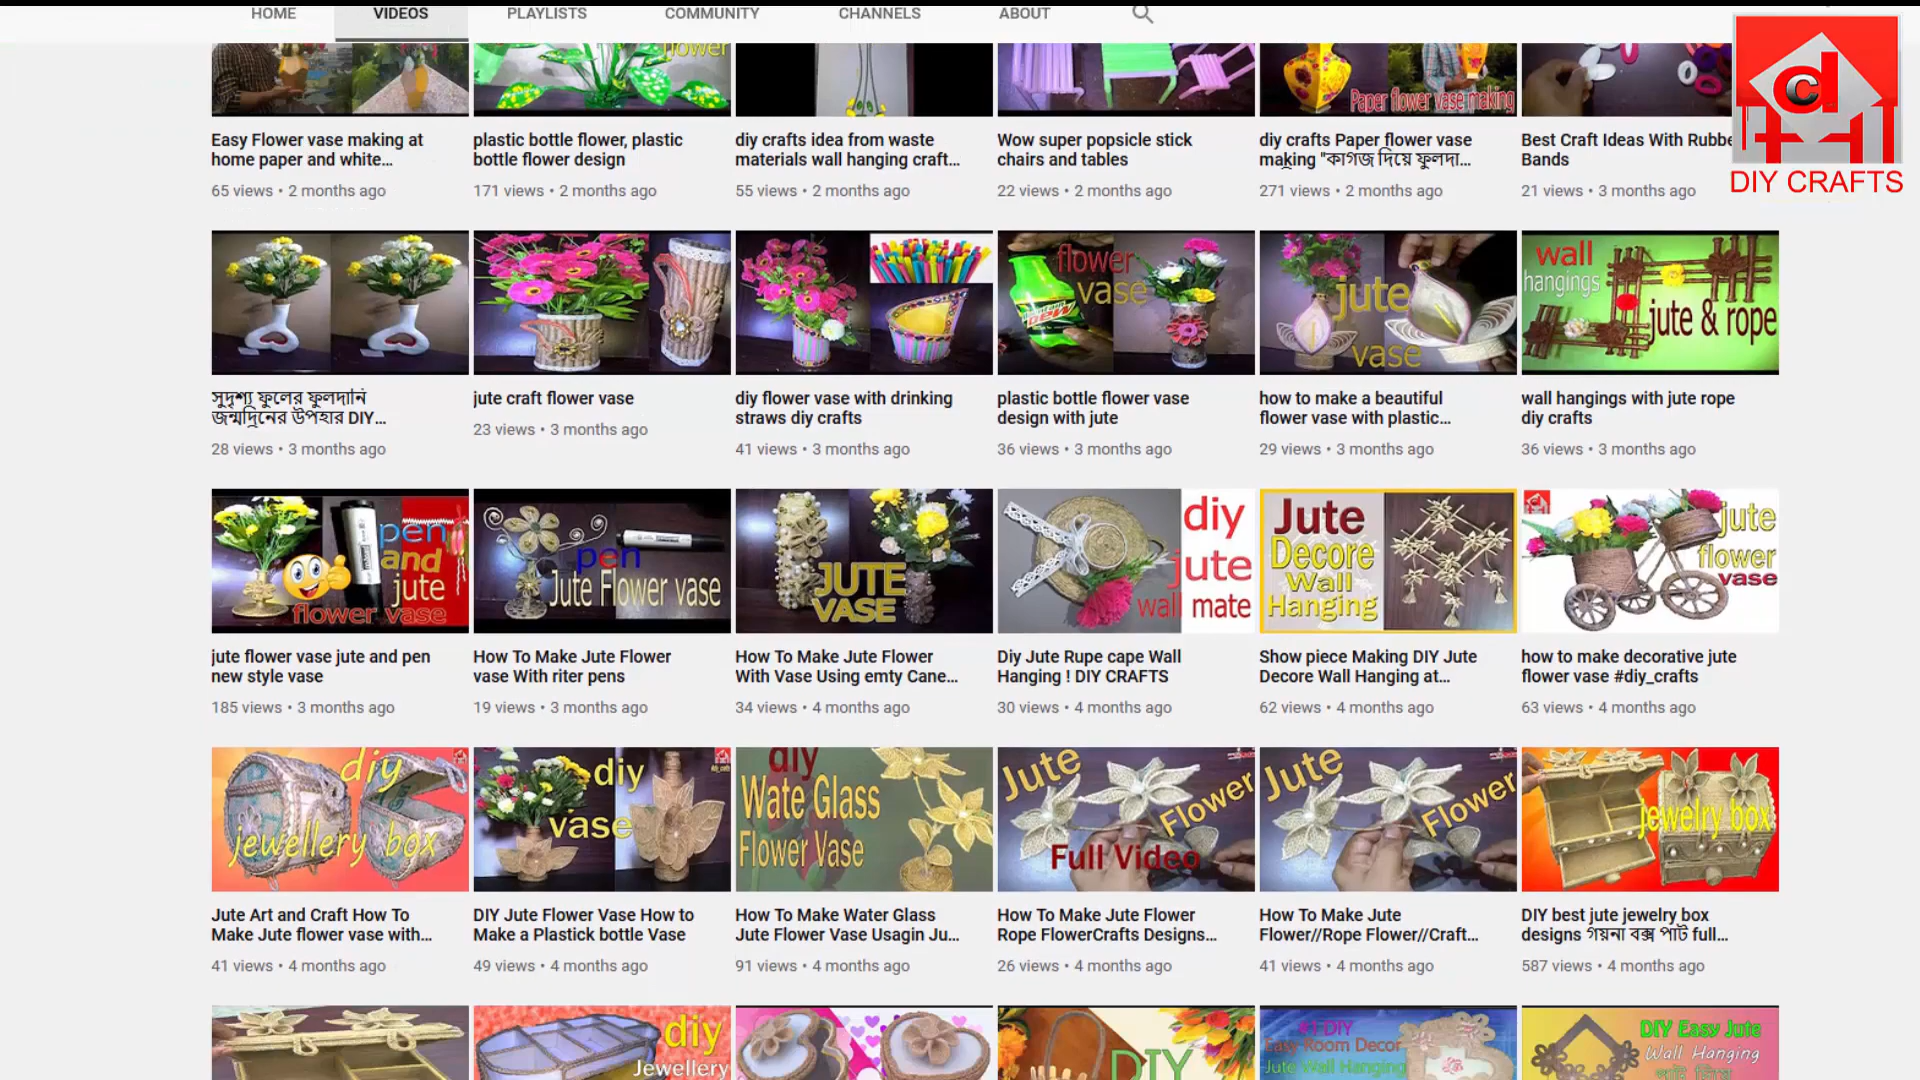 HOME VIDEOS PLAYLISTS COMMUNITY CHANNELS ABOUT
flower
Paper flower vase making
DIY CRAFTS
Easy Flower vase making at
home paper and white...
65 views • 2 months ago
plastic bottle flower, plastic
bottle flower design
171 views • 2 months ago
diy crafts idea from waste
materials wall hanging craft...
55 views • 2 months ago
Wow super popsicle stick
chairs and tables
22 views • 2 months ago
diy crafts Paper flower vase
making "কাগজ দিয়ে ফুলদা...
271 views • 2 months ago
Best Craft Ideas With Rubbe
Bands
21 views • 3 months ago
flower
vase
jute
vase
wall
hangings
jute & rope
সুদৃশ্য ফুলের ফুলদানি
জন্মদিনের উপহার DIY...
28 views • 3 months ago
jute craft flower vase
23 views • 3 months ago
diy flower vase with drinking
straws diy crafts
41 views • 3 months ago
plastic bottle flower vase
design with jute
36 views • 3 months ago
how to make a beautiful
flower vase with plastic...
29 views • 3 months ago
wall hangings with jute rope
diy crafts
36 views • 3 months ago
pen
and
jute
flower vase
pen
Jute Flower vase
JUTE
VASE
diy
jute
wall mate
Jute
Decore
Wall
Hanging
jute
flower
vase
jute flower vase jute and pen
new style vase
185 views • 3 months ago
How To Make Jute Flower
vase With riter pens
19 views • 3 months ago
How To Make Jute Flower
With Vase Using emty Cane...
34 views • 4 months ago
Diy Jute Rupe cape Wall
Hanging ! DIY CRAFTS
30 views • 4 months ago
Show piece Making DIY Jute
Decore Wall Hanging at...
62 views • 4 months ago
how to make decorative jute
flower vase #diy_crafts
63 views • 4 months ago
diy
jewellery box
diy
vase
diy
Wate Glass
Flower Vase
Jute
Flower
Full Video
Jute
Flower
jewelry box
Jute Art and Craft How To
Make Jute flower vase with...
41 views • 4 months ago
DIY Jute Flower Vase How to
Make a Plastick bottle Vase
49 views • 4 months ago
How To Make Water Glass
Jute Flower Vase Usagin Ju...
91 views • 4 months ago
How To Make Jute Flower
Rope FlowerCrafts Designs...
26 views • 4 months ago
How To Make Jute
Flower//Rope Flower//Craft...
41 views • 4 months ago
DIY best jute jewelry box
designs গয়না বক্স পাট full...
587 views • 4 months ago
diy
Jewellery
DIY
#1 DIY
Easy Room Decor
Jute Wall Hanging
DIY Easy Jute
Wall Hanging